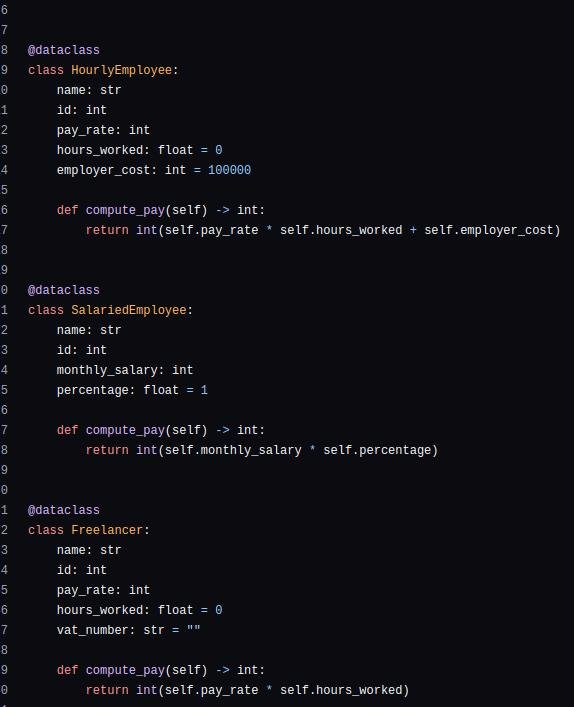 6
7
8 @dataclass
9 class HourlyEmployee:
0 name: str
1 id: int
2 pay_rate: int
3 hours_worked: float = 0
4 employer_cost: int = 100000
5
6 def compute_pay(self) -> int:
7 return int(self.pay_rate * self.hours_worked + self.employer_cost)
8
9
0 @dataclass
1 class SalariedEmployee:
2 name: str
3 id: int
4 monthly_salary: int
5 percentage: float = 1
6
7 def compute_pay(self) -> int:
8 return int(self.monthly_salary * self.percentage)
9
0
1 @dataclass
2 class Freelancer:
3 name: str
4 id: int
5 pay_rate: int
6 hours_worked: float = 0
7 vat_number: str = ""
8
9 def compute_pay(self) -> int:
0 return int(self.pay_rate * self.hours_worked)